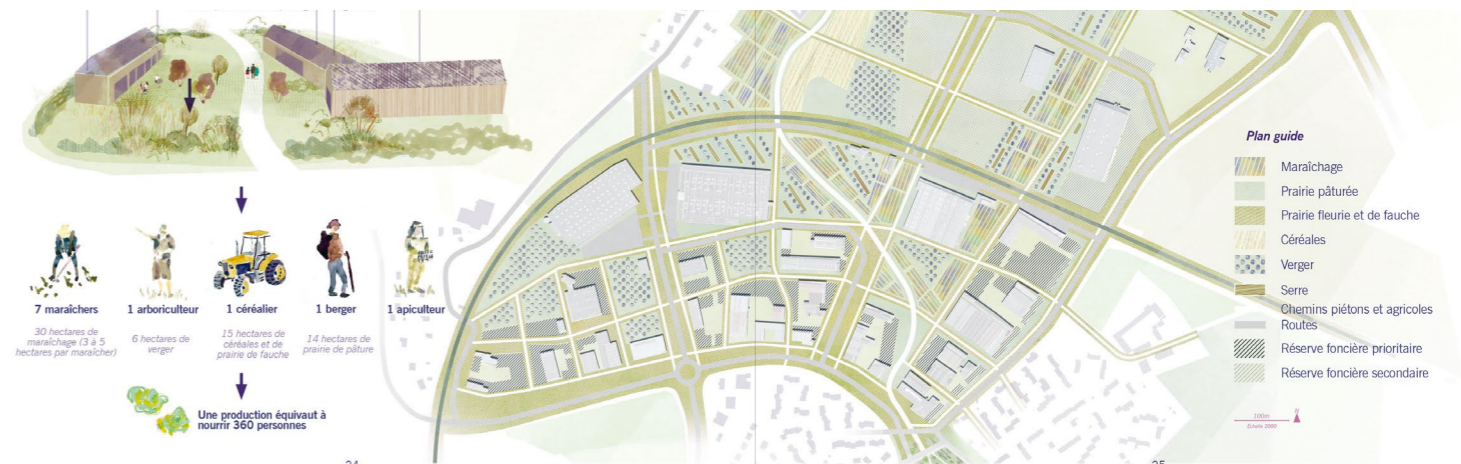 7 maraîchers
30 hectares de
maraîchage (3 à 5
hectares par maraîcher)
1 arboriculteur
6 hectares de
verger
1 céréalier
15 hectares de
céréales et de
prairie de fauche
1 berger
14 hectares de
prairie de pâture
1 apiculteur
Une production équivaut à
nourrir 360 personnes
Plan guide
Maraîchage
Prairie pâturée
Prairie fleurie et de fauche
Céréales
Verger
Serre
Chemins piétons et agricoles
Routes
Réserve foncière prioritaire
Réserve foncière secondaire
100m
N
Echelle 2000
24
25